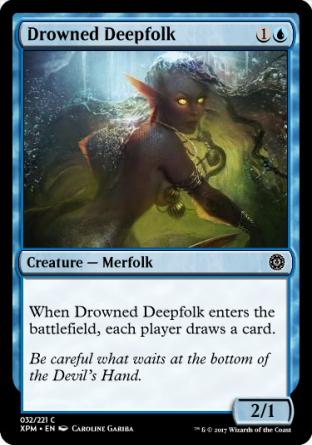 Drowned Deepfolk 1
Creature — Merfolk
When Drowned Deepfolk enters the
battlefield, each player draws a card.
Be careful what waits at the bottom of
the Devil's Hand.
2/1
032/221 C
XPM • EN CAROLINE GARIBA
™ & © 2017 Wizards of the Coast